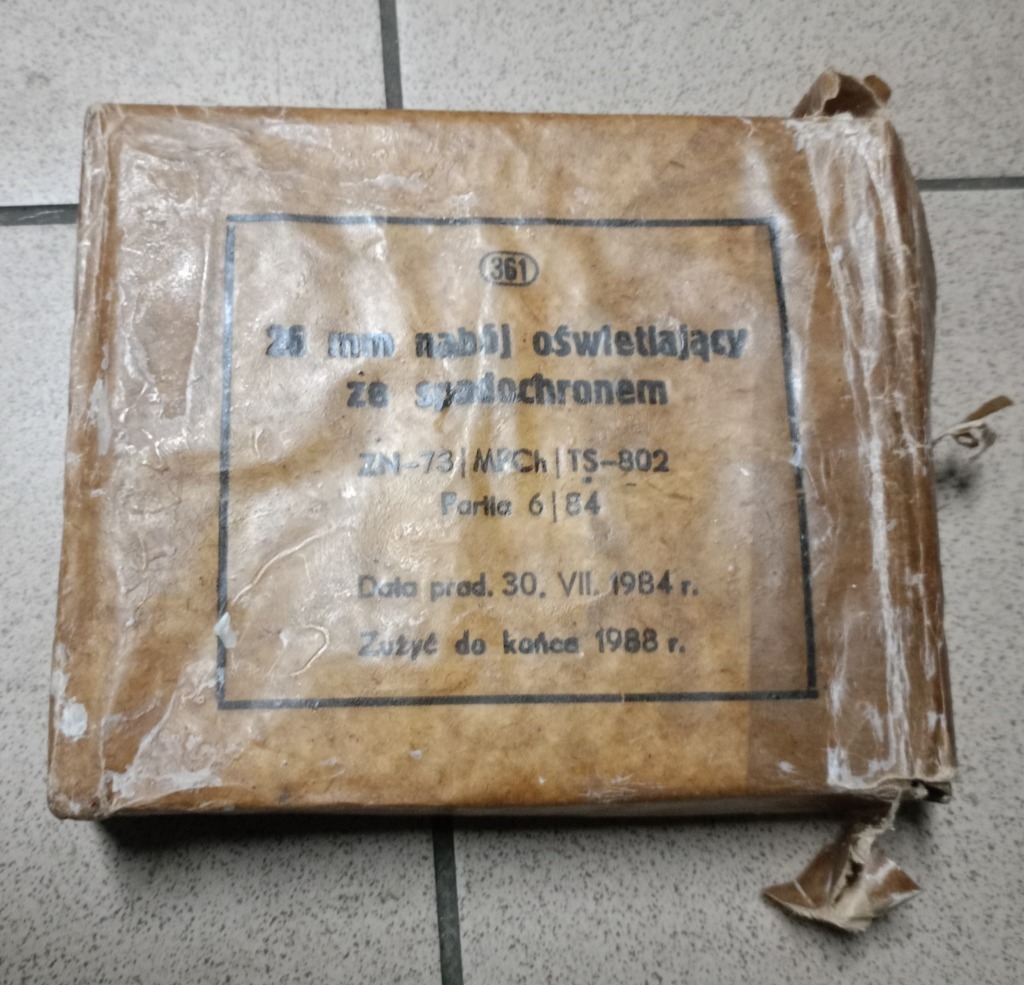 361
26 mm nabój oświetlający
ze spadochronem
ZN-73|MPCh|TŚ-802
Partia 6|84
Data prod. 30. VII. 1984 r.
Zużyć do końca 1988 r.